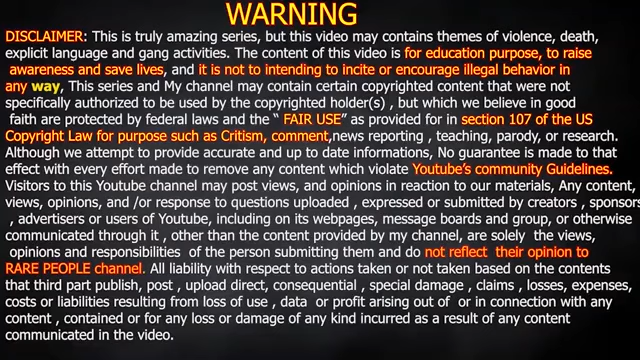 WARNING
DISCLAIMER: This is truly amazing series, but this video may contains themes of violence, death,
explicit language and gang activities. The content of this video is for education purpose, to raise
awareness and save lives, and it is not to intending to incite or encourage illegal behavior in
any way, This series and My channel may contain certain copyrighted content that were not
specifically authorized to be used by the copyrighted holder(s) , but which we believe in good
faith are protected by federal laws and the “ FAIR USE” as provided for in section 107 of the US
Copyright Law for purpose such as Critism, comment,news reporting , teaching, parody, or research.
Although we attempt to provide accurate and up to date informations, No guarantee is made to that
effect with every effort made to remove any content which violate Youtube's community Guidelines.
Visitors to this Youtube channel may post views, and opinions in reaction to our materials, Any content,
views, opinions, and /or response to questions uploaded , expressed or submitted by creators , sponsors
, advertisers or users of Youtube, including on its webpages, message boards and group, or otherwise
communicated through it , other than the content provided by my channel, are solely the views,
opinions and responsibilities of the person submitting them and do not reflect their opinion to
RARE PEOPLE channel. All liability with respect to actions taken or not taken based on the contents
that third part publish, post , upload direct, consequential , special damage , claims , losses, expenses,
costs or liabilities resulting from loss of use , data or profit arising out of or in connection with any
content , contained or for any loss or damage of any kind incurred as a result of any content
communicated in the video.